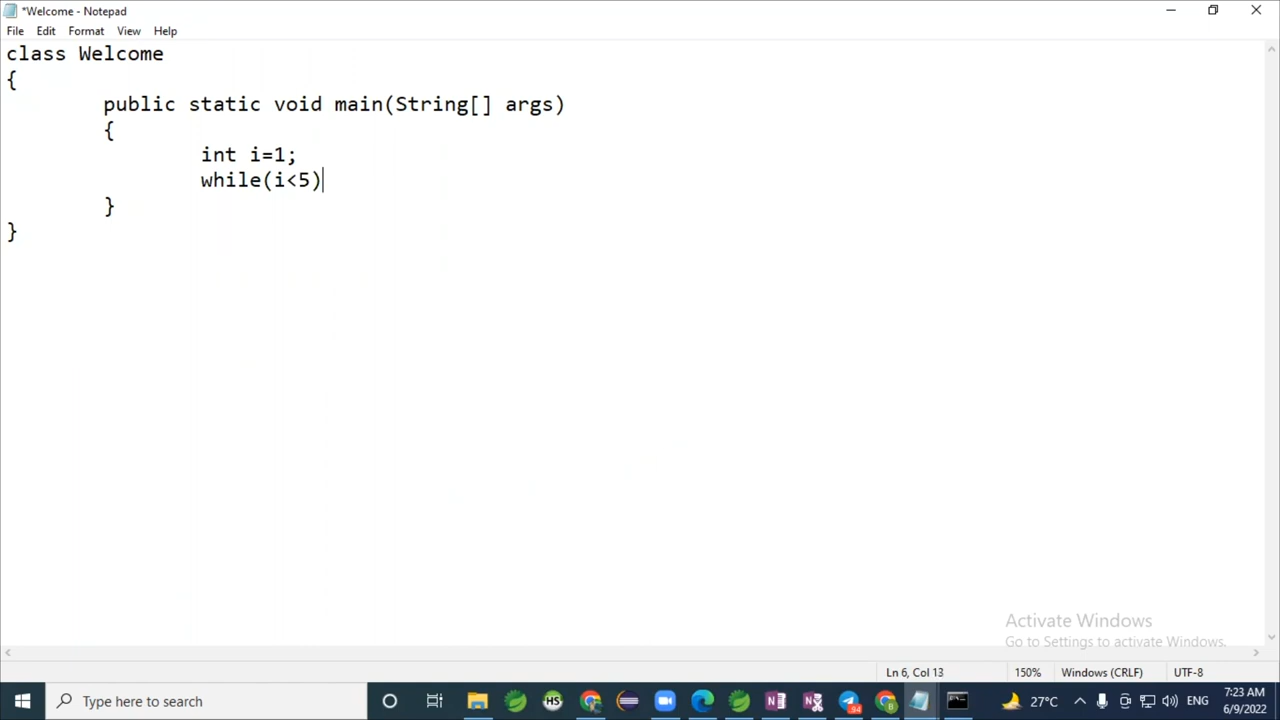 *Welcome - Notepad
File Edit Format View Help
class Welcome
{
public static void main(String[] args)
{
int i=1;
while(i<5)
}
}
Activate Windows
Go to Settings to activate Windows.
Ln 6, Col 13 150% Windows (CRLF) UTF-8
Type here to search HS 94 B 27°C ENG 7:23 AM
6/9/2022